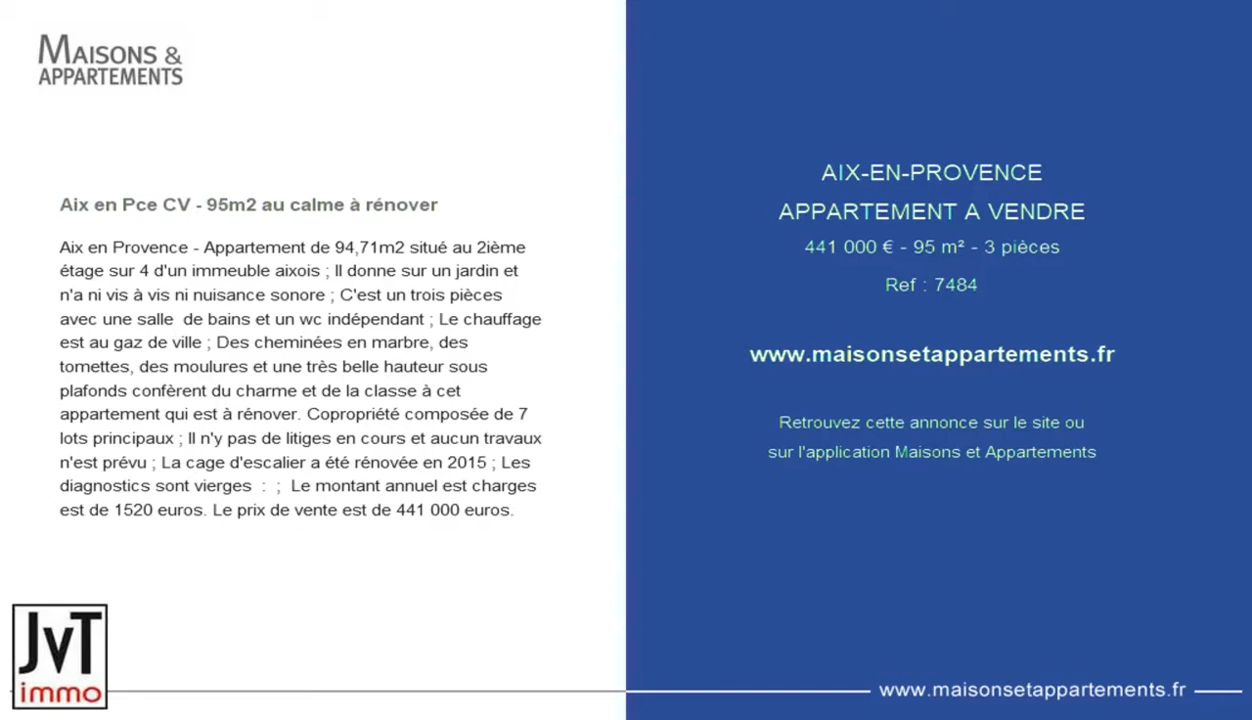 MAISONS &
APPARTEMENTS
Aix en Pce CV - 95m2 au calme à rénover
Aix en Provence - Appartement de 94,71m2 situé au 2ième
étage sur 4 d'un immeuble aixois ; Il donne sur un jardin et
n'a ni vis à vis ni nuisance sonore ; C'est un trois pièces
avec une salle  de bains et un wc indépendant ; Le chauffage
est au gaz de ville ; Des cheminées en marbre, des
tomettes, des moulures et une très belle hauteur sous
plafonds confèrent du charme et de la classe à cet
appartement qui est à rénover. Copropriété composée de 7
lots principaux ; Il n'y pas de litiges en cours et aucun travaux
n'est prévu ; La cage d'escalier a été rénovée en 2015 ; Les
diagnostics sont vierges  :  ;  Le montant annuel est charges
est de 1520 euros. Le prix de vente est de 441 000 euros.
JvT
immo
AIX-EN-PROVENCE
APPARTEMENT A VENDRE
441 000 € - 95 m² - 3 pièces
Ref : 7484
www.maisonsetappartements.fr
Retrouvez cette annonce sur le site ou
sur l'application Maisons et Appartements
www.maisonsetappartements.fr